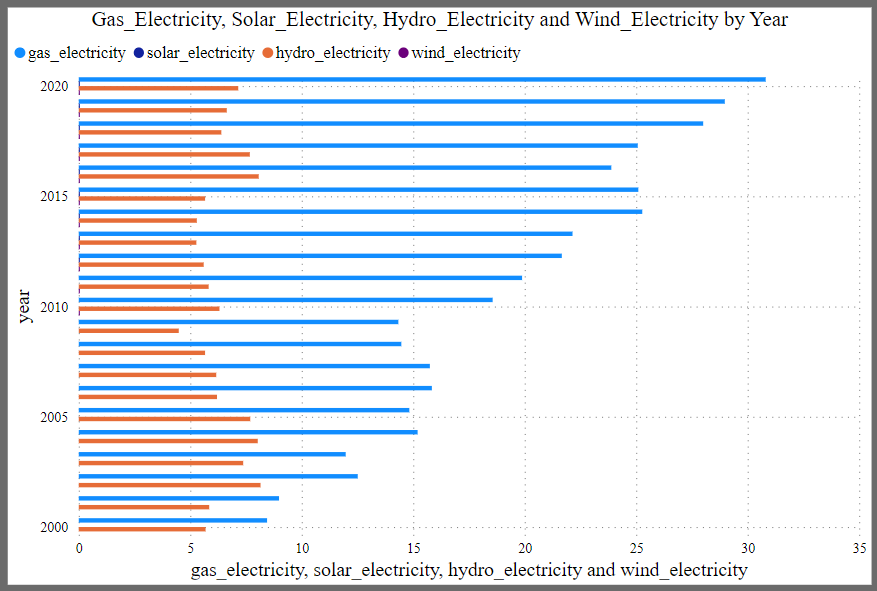 Gas_Electricity, Solar_Electricity, Hydro_Electricity and Wind_Electricity by Year
gas_electricity solar_electricity hydro_electricity wind_electricity
2020
2015
2010
year
2005
2000
0 5 10 15 20 25 30 35
gas_electricity, solar_electricity, hydro_electricity and wind_electricity